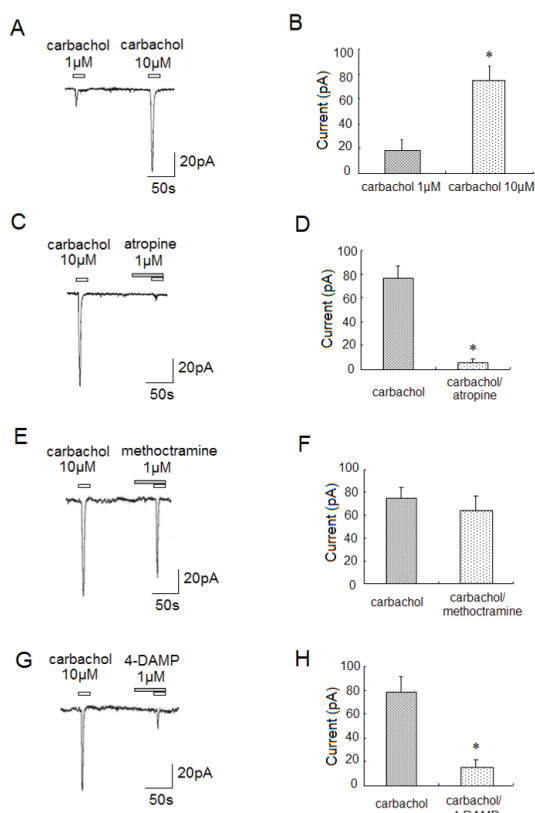 A
carbachol carbachol
1μM 10μM
20pA
50s
B
Current (pA)
100
80
60
40
20
0
*
carbachol 1μM carbachol 10μM
C
carbachol atropine
10μM 1μM
20pA
50s
D
Current (pA)
100
80
60
40
20
0
*
carbachol carbachol/
atropine
E
carbachol methoctramine
10μM 1μM
20pA
50s
F
Current (pA)
100
80
60
40
20
0
carbachol carbachol/
methoctramine
G
carbachol 4-DAMP
10μM 1μM
20pA
50s
H
Current (pA)
100
80
60
40
20
0
*
carbachol carbachol/